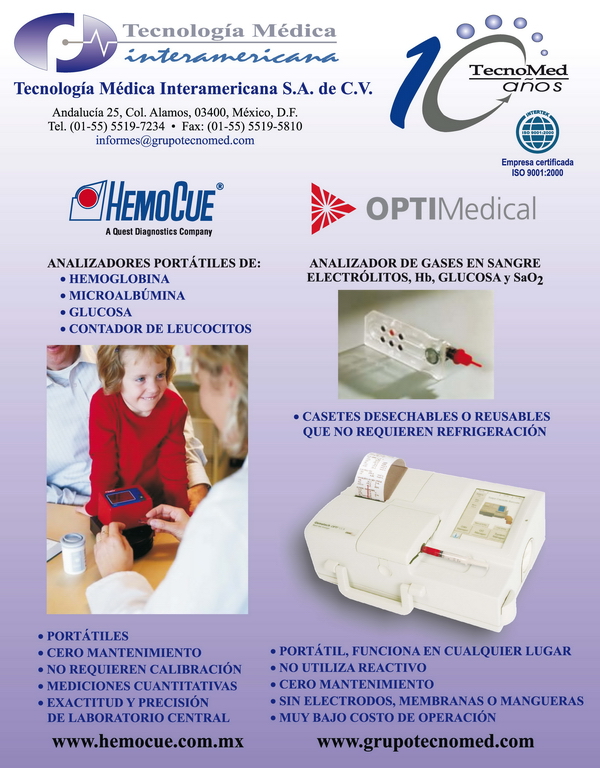 Tecnología Médica
interamericana
Tecnología Médica Interamericana S.A. de C.V.
Andalucía 25, Col. Alamos, 03400, México, D.F.
Tel. (01-55) 5519-7234 • Fax: (01-55) 5519-5810
informes@grupotecnomed.com
10
TecnoMed
años
INTERTEK
ISO 9001:2000
Empresa certificada
ISO 9001:2000
HEMOCUE®
A Quest Diagnostics Company
OPTIMedical
ANALIZADORES PORTÁTILES DE:
• HEMOGLOBINA
• MICROALBÚMINA
• GLUCOSA
• CONTADOR DE LEUCOCITOS
ANALIZADOR DE GASES EN SANGRE
ELECTRÓLITOS, Hb, GLUCOSA y SaO2
• CASETES DESECHABLES O REUSABLES
QUE NO REQUIEREN REFRIGERACIÓN
• PORTÁTILES
• CERO MANTENIMIENTO
• NO REQUIEREN CALIBRACIÓN
• MEDICIONES CUANTITATIVAS
• EXACTITUD Y PRECISIÓN
DE LABORATORIO CENTRAL
www.hemocue.com.mx
• PORTÁTIL, FUNCIONA EN CUALQUIER LUGAR
• NO UTILIZA REACTIVO
• CERO MANTENIMIENTO
• SIN ELECTRODOS, MEMBRANAS O MANGUERAS
• MUY BAJO COSTO DE OPERACIÓN
www.grupotecnomed.com